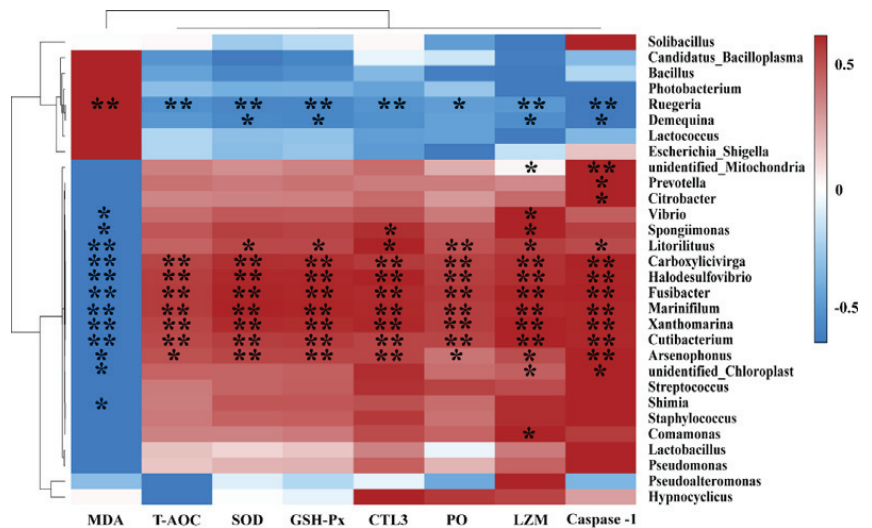 Solibacillus
Candidatus_Bacilloplasma
Bacillus
Photobacterium
Ruegeria
** ** ** ** ** * ** **
Demequina
* * * *
Lactococcus
Escherichia_Shigella
unidentified_Mitochondria
* **
Prevotella
*
Citrobacter
*
Vibrio
* *
Spongiimonas
* * *
Litorilituus
** * * * ** * *
Carboxylicivirga
** ** ** ** ** ** ** **
Halodesulfovibrio
** ** ** ** ** ** ** **
Fusibacter
** ** ** ** ** ** ** **
Marinifilum
** ** ** ** ** ** ** **
Xanthomarina
** ** ** ** ** ** ** **
Cutibacterium
** ** ** ** ** ** ** **
Arsenophonus
* * ** ** ** * * **
unidentified_Chloroplast
* * *
Streptococcus
Shimia
*
Staphylococcus
Comamonas
*
Lactobacillus
Pseudomonas
Pseudoalteromonas
Hypnocyclicus
MDA T-AOC SOD GSH-Px CTL3 PO LZM Caspase -1
0.5
0
-0.5